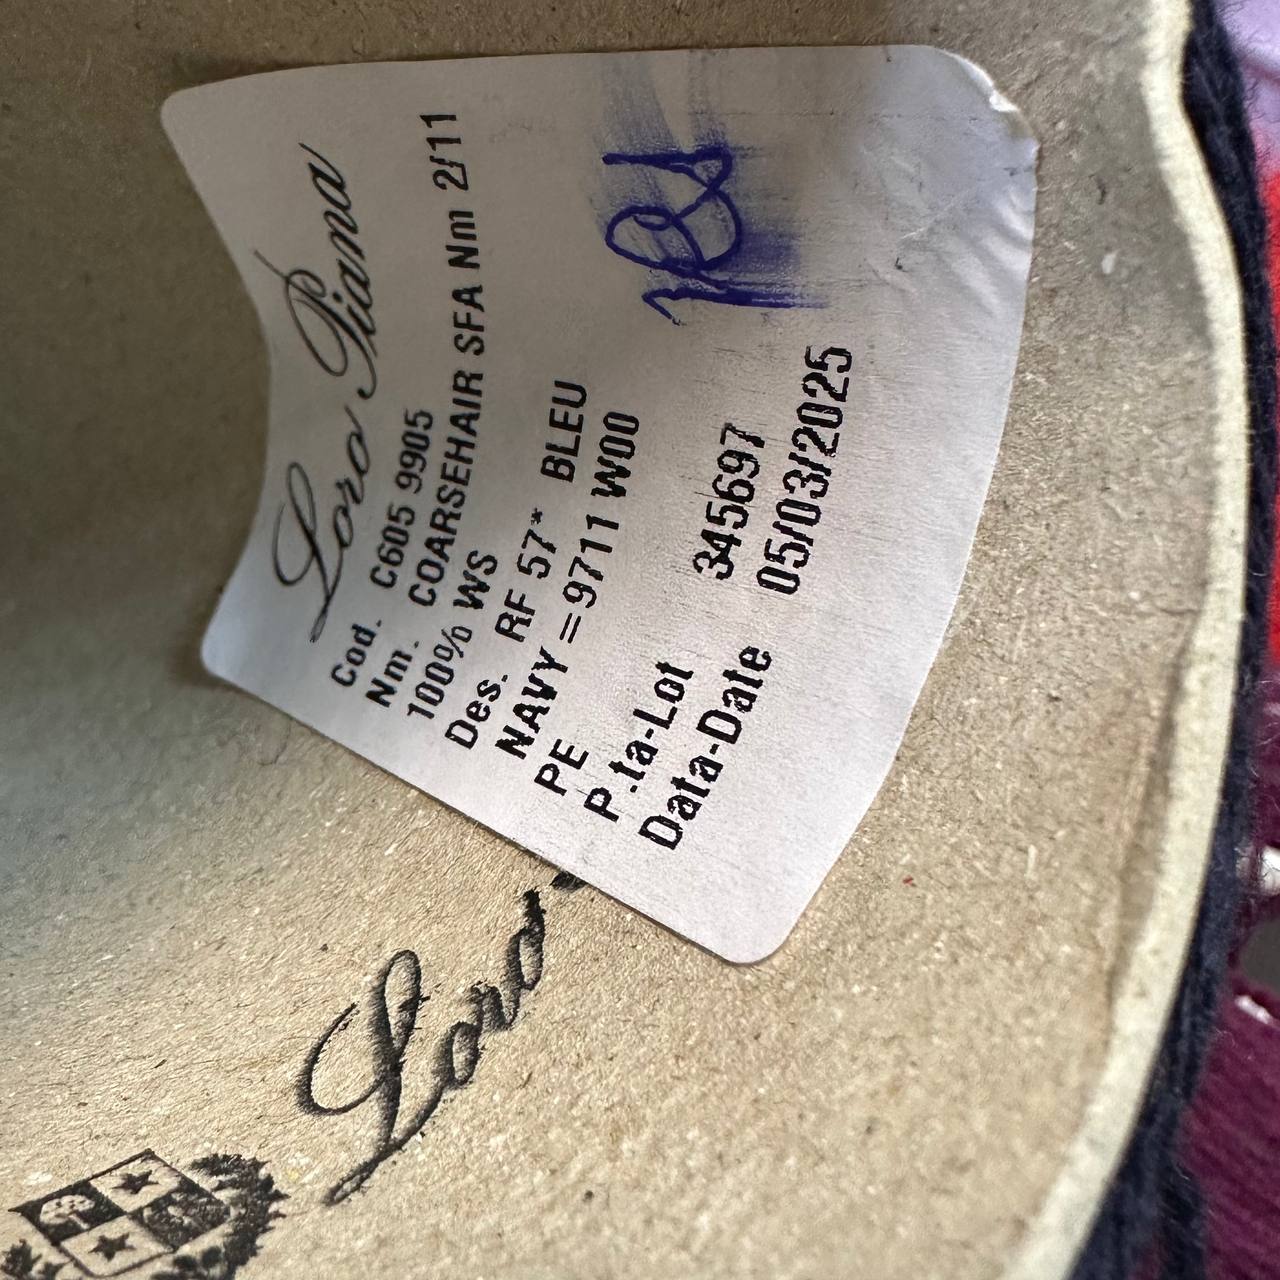 Loro Piana
Cod. C605 9905
Nm. COARSEHAIR SFA Nm 2/11
100% WS
Des. RF 57* BLEU
NAVY =9711 W00
PE
P.ta-Lot 345697
Data-Date 05/03/2025
Loro